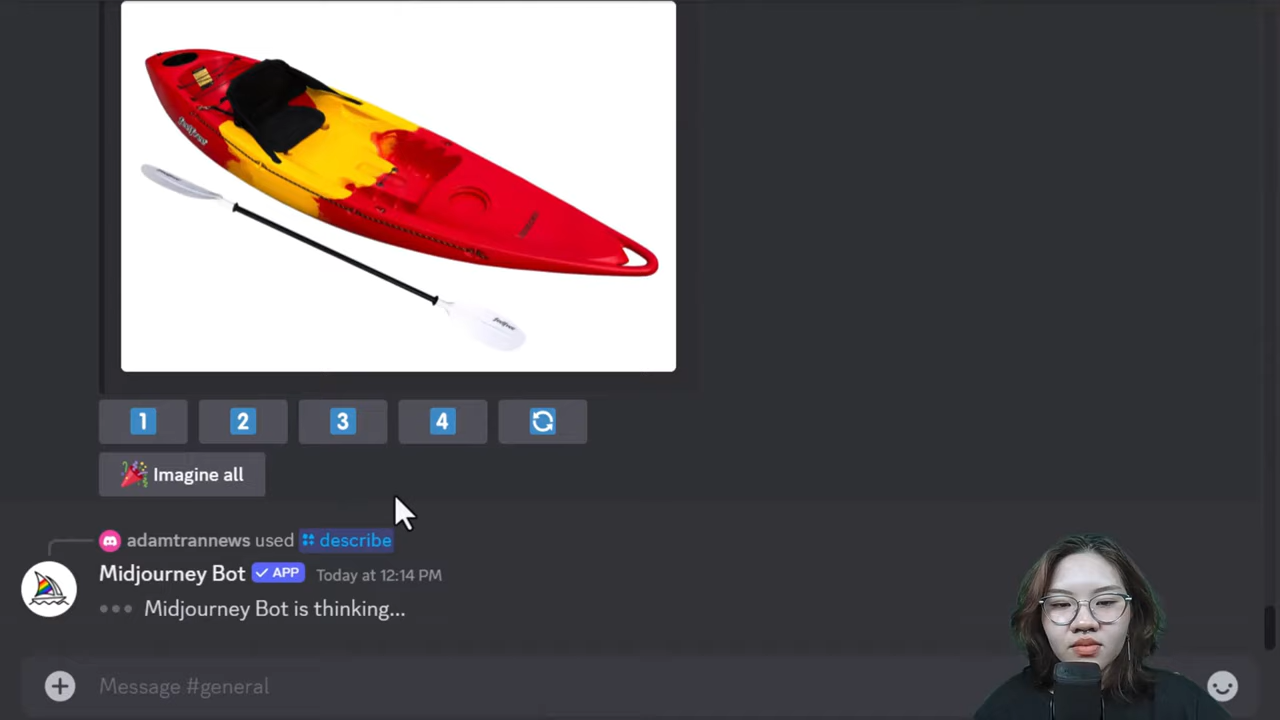 feelfree
1
2
3
4
Imagine all
adamtrannews used describe
Midjourney Bot ✓ APP Today at 12:14 PM
Midjourney Bot is thinking...
Message #general